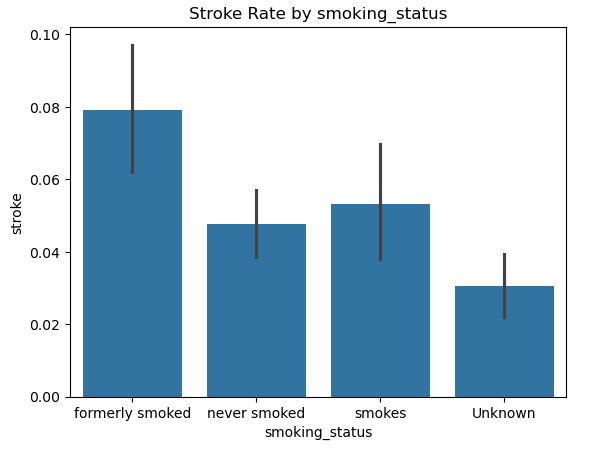 Stroke Rate by smoking_status
0.10
0.08
0.06
0.04
0.02
0.00
stroke
formerly smoked never smoked smokes Unknown
smoking_status